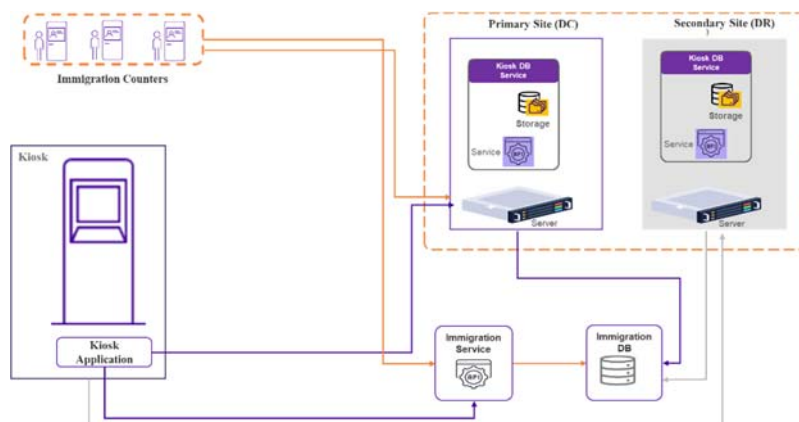 Primary Site (DC)
Secondary Site (DR)
Immigration Counters
Kiosk DB
Service
Storage
Service
Server
Kiosk DB
Service
Storage
Service
Server
Kiosk
Kiosk
Application
Immigration
Service
API
Immigration
DB